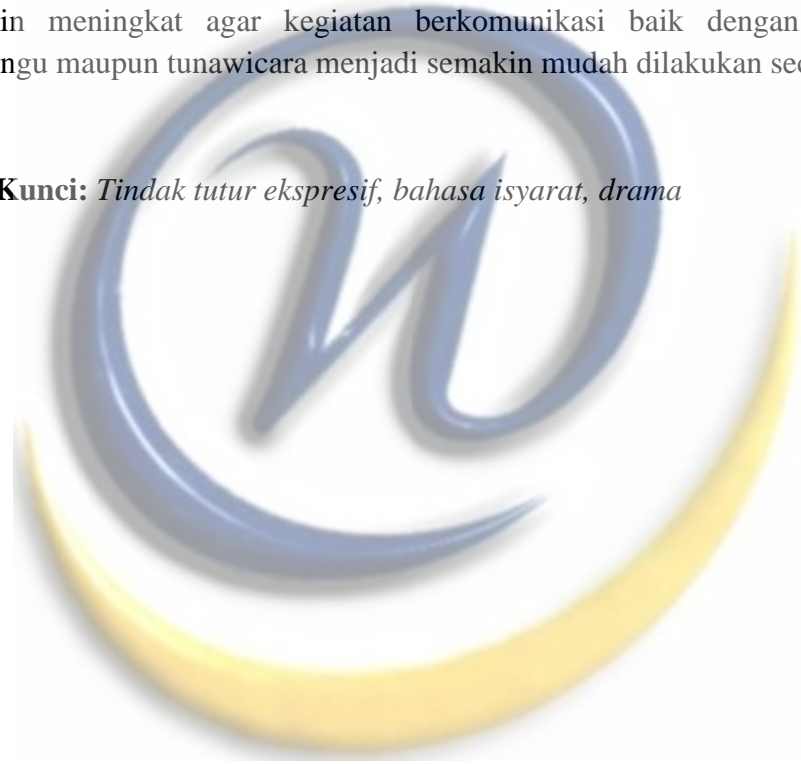 in meningkat agar kegiatan berkomunikasi baik dengan
ngu maupun tunawicara menjadi semakin mudah dilakukan sec
Kunci: Tindak tutur ekspresif, bahasa isyarat, drama